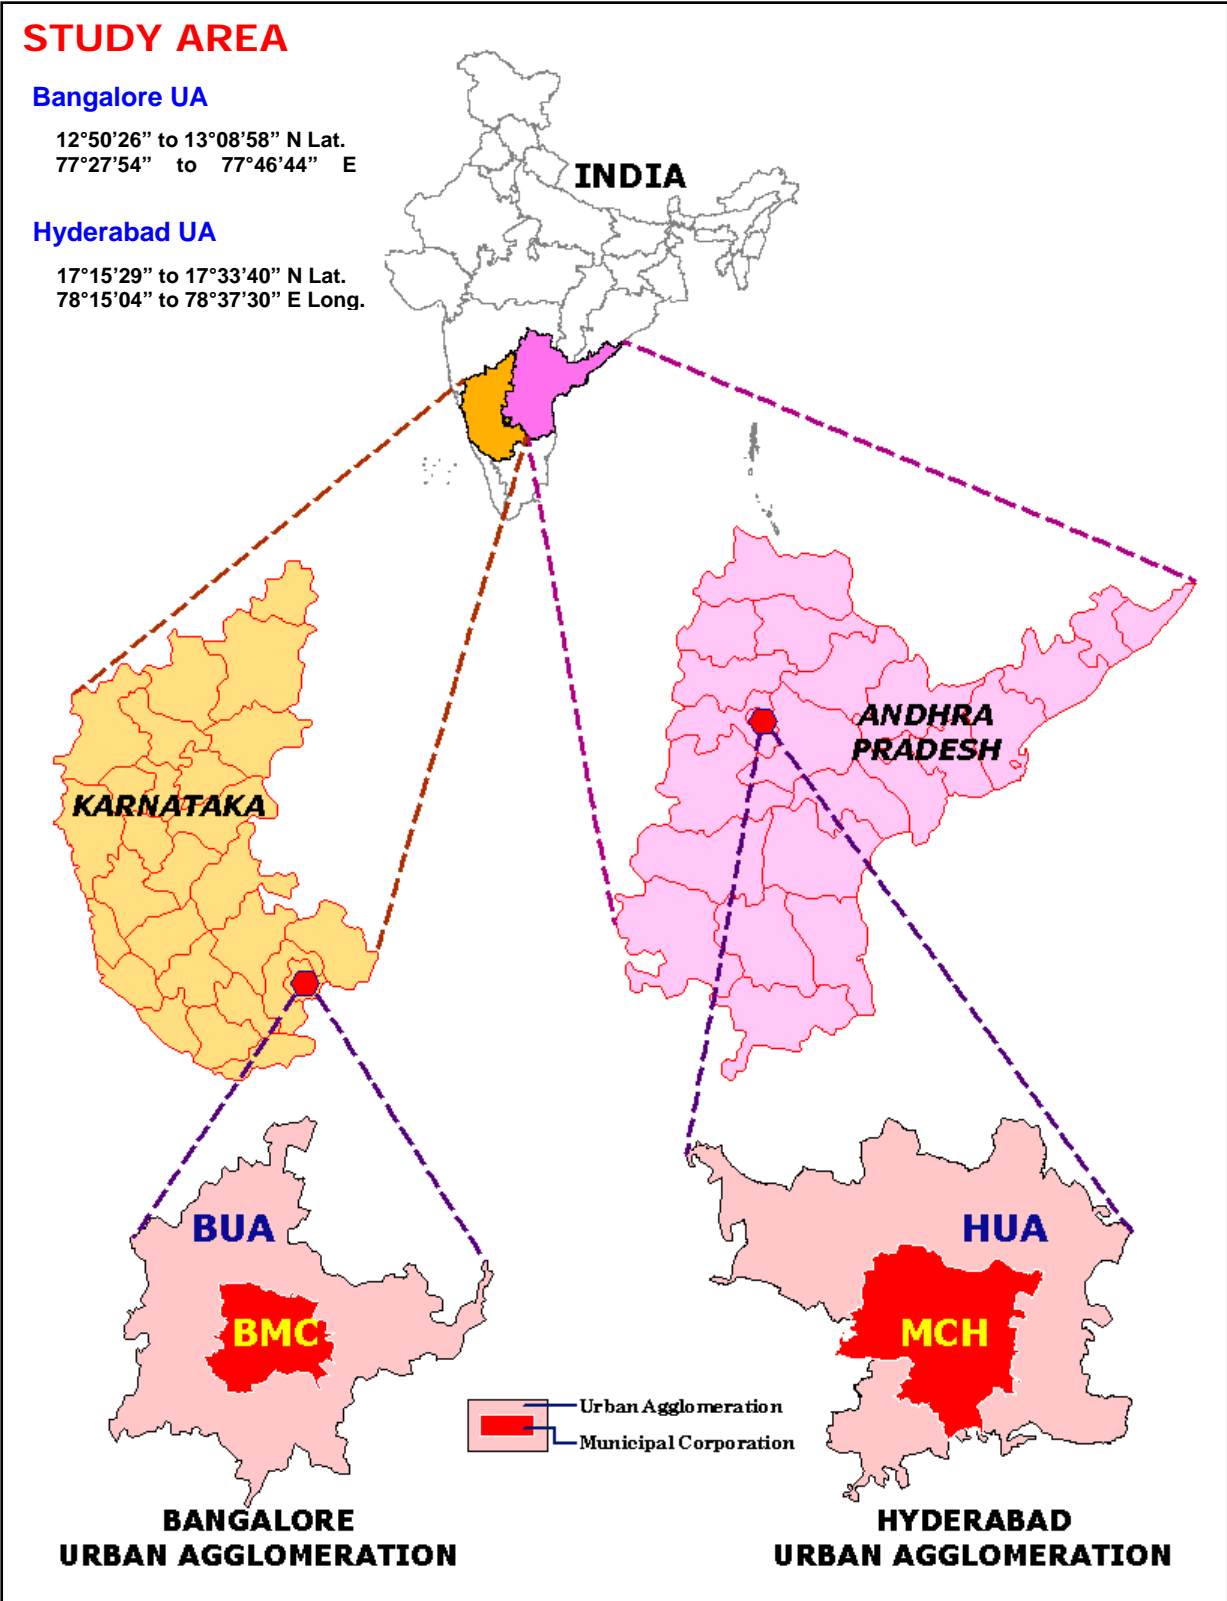 STUDY AREA
Bangalore UA
12°50’26” to 13°08’58” N Lat.
77°27’54” to 77°46’44” E
Hyderabad UA
17°15’29” to 17°33’40” N Lat.
78°15’04” to 78°37’30” E Long.
INDIA
KARNATAKA
ANDHRA
PRADESH
BUA
BMC
HUA
MCH
Urban Agglomeration
Municipal Corporation
BANGALORE
URBAN AGGLOMERATION
HYDERABAD
URBAN AGGLOMERATION